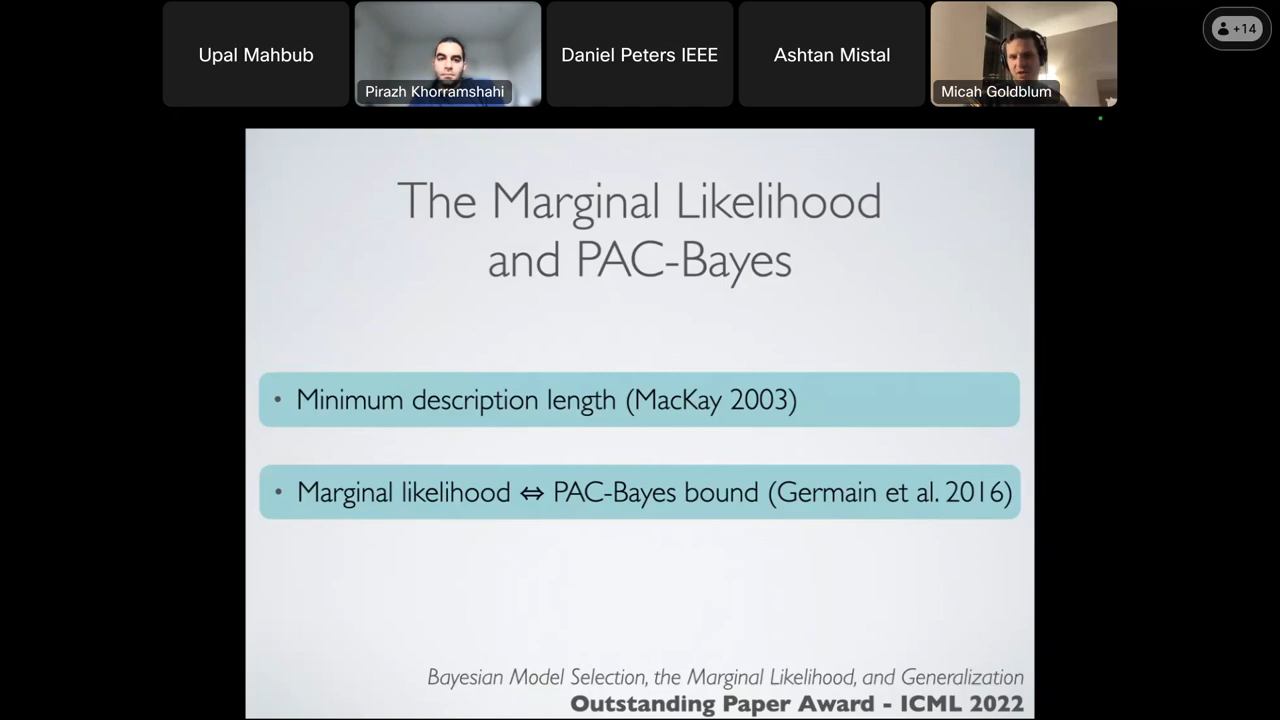 Upal Mahbub
Pirazh Khorramshahi
Daniel Peters IEEE
Ashtan Mistal
Micah Goldblum
+14
The Marginal Likelihood
and PAC-Bayes
• Minimum description length (MacKay 2003)
• Marginal likelihood ⇔ PAC-Bayes bound (Germain et al. 2016)
Bayesian Model Selection, the Marginal Likelihood, and Generalization
Outstanding Paper Award - ICML 2022